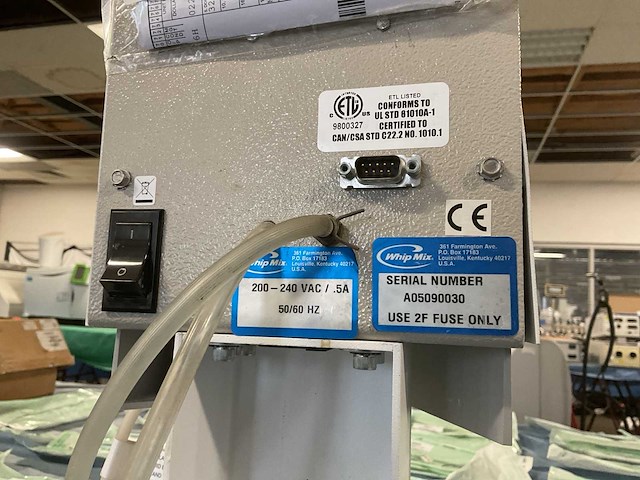 ETL LISTED
CONFORMS TO
UL STD 61010A-1
CERTIFIED TO
CAN/CSA STD C22.2 NO. 1010.1
C ETL US
9800327
CE
Whip Mix
361 Farmington Ave.
P.O. Box 17183
Louisville, Kentucky 40217
U.S.A.
200-240 VAC / .5A
50/60 HZ
Whip Mix
361 Farmington Ave.
P.O. Box 17183
Louisville, Kentucky 40217
U.S.A.
SERIAL NUMBER
A05090030
USE 2F FUSE ONLY